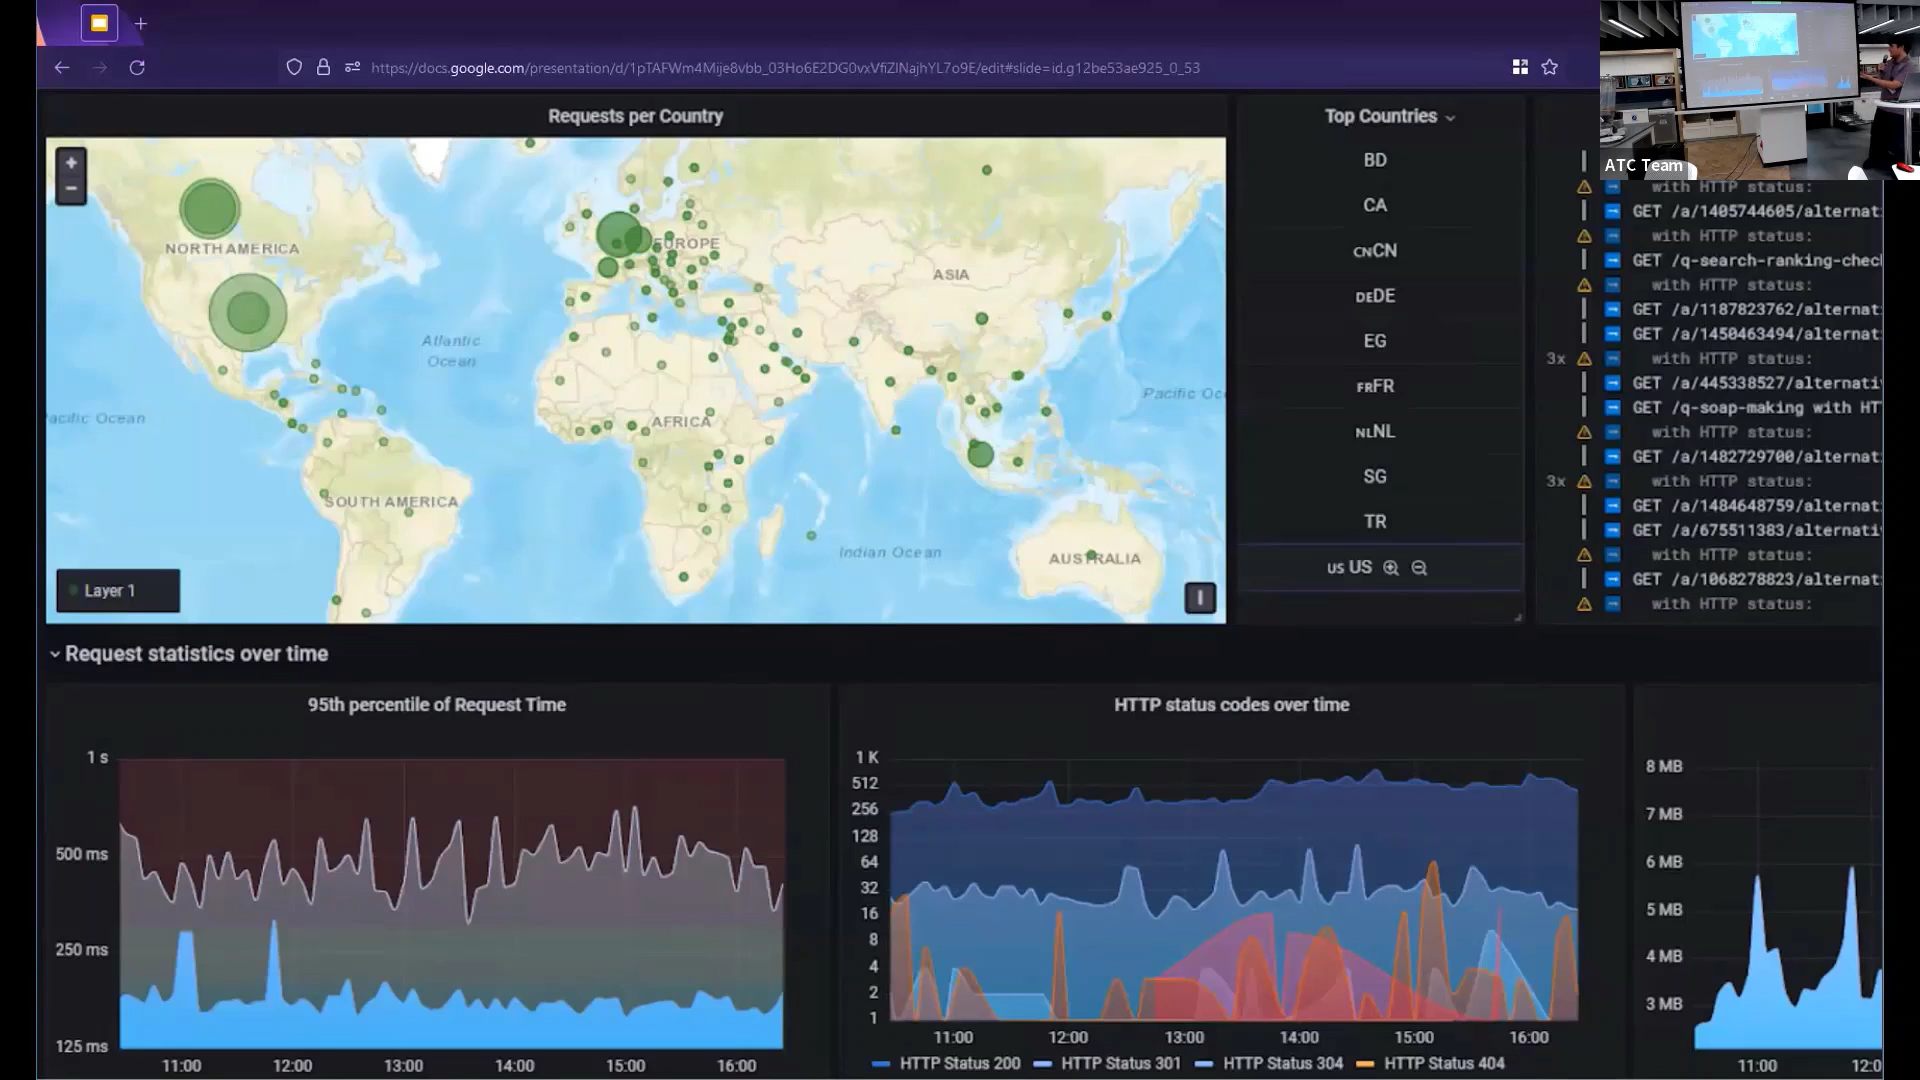 https://docs.google.com/presentation/d/1pTAFWm4Mije8vbb_03Ho6E2DG0vxVfiZlNajhYL7o9E/edit#slide=id.g12be53ae925_0_53
ATC Team
Requests per Country
+
−
NORTH AMERICA
EUROPE
ASIA
Atlantic
Ocean
Pacific Ocean
AFRICA
SOUTH AMERICA
Indian Ocean
AUSTRALIA
Layer 1
Top Countries
BD
CA
CNCN
DEDE
EG
FRFR
NLNL
SG
TR
US US
with HTTP status:
GET /a/1405744605/alternat
with HTTP status:
GET /q-search-ranking-chec
with HTTP status:
GET /a/1187823762/alternat
GET /a/1450463494/alternat
3x with HTTP status:
GET /a/445338527/alternati
GET /q-soap-making with HT
with HTTP status:
GET /a/1482729700/alternat
3x with HTTP status:
GET /a/1484648759/alternat
GET /a/675511383/alternati
with HTTP status:
GET /a/1068278823/alternat
with HTTP status:
Request statistics over time
95th percentile of Request Time
1 s
500 ms
250 ms
125 ms
11:00 12:00 13:00 14:00 15:00 16:00
HTTP status codes over time
1 K
512
256
128
64
32
16
8
4
2
1
11:00 12:00 13:00 14:00 15:00 16:00
HTTP Status 200 HTTP Status 301 HTTP Status 304 HTTP Status 404
8 MB
7 MB
6 MB
5 MB
4 MB
3 MB
11:00 12:0